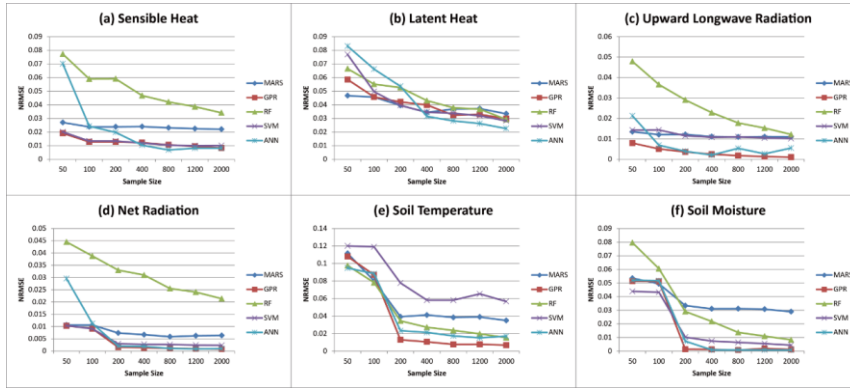 (a) Sensible Heat
0.09
0.08
0.07
0.06
0.05
0.04
0.03
0.02
0.01
0
NRMSE
50 100 200 400 800 1200 2000
Sample Size
MARS
GPR
RF
SVM
ANN
(b) Latent Heat
0.09
0.08
0.07
0.06
0.05
0.04
0.03
0.02
0.01
0
NRMSE
50 100 200 400 800 1200 2000
Sample Size
MARS
GPR
RF
SVM
ANN
(c) Upward Longwave Radiation
0.06
0.05
0.04
0.03
0.02
0.01
0
NRMSE
50 100 200 400 800 1200 2000
Sample Size
MARS
GPR
RF
SVM
ANN
(d) Net Radiation
0.05
0.045
0.04
0.035
0.03
0.025
0.02
0.015
0.01
0.005
0
NRMSE
50 100 200 400 800 1200 2000
Sample Size
MARS
GPR
RF
SVM
ANN
(e) Soil Temperature
0.14
0.12
0.1
0.08
0.06
0.04
0.02
0
NRMSE
50 100 200 400 800 1200 2000
Sample Size
MARS
GPR
RF
SVM
ANN
(f) Soil Moisture
0.09
0.08
0.07
0.06
0.05
0.04
0.03
0.02
0.01
0
NRMSE
50 100 200 400 800 1200 2000
Sample Size
MARS
GPR
RF
SVM
ANN